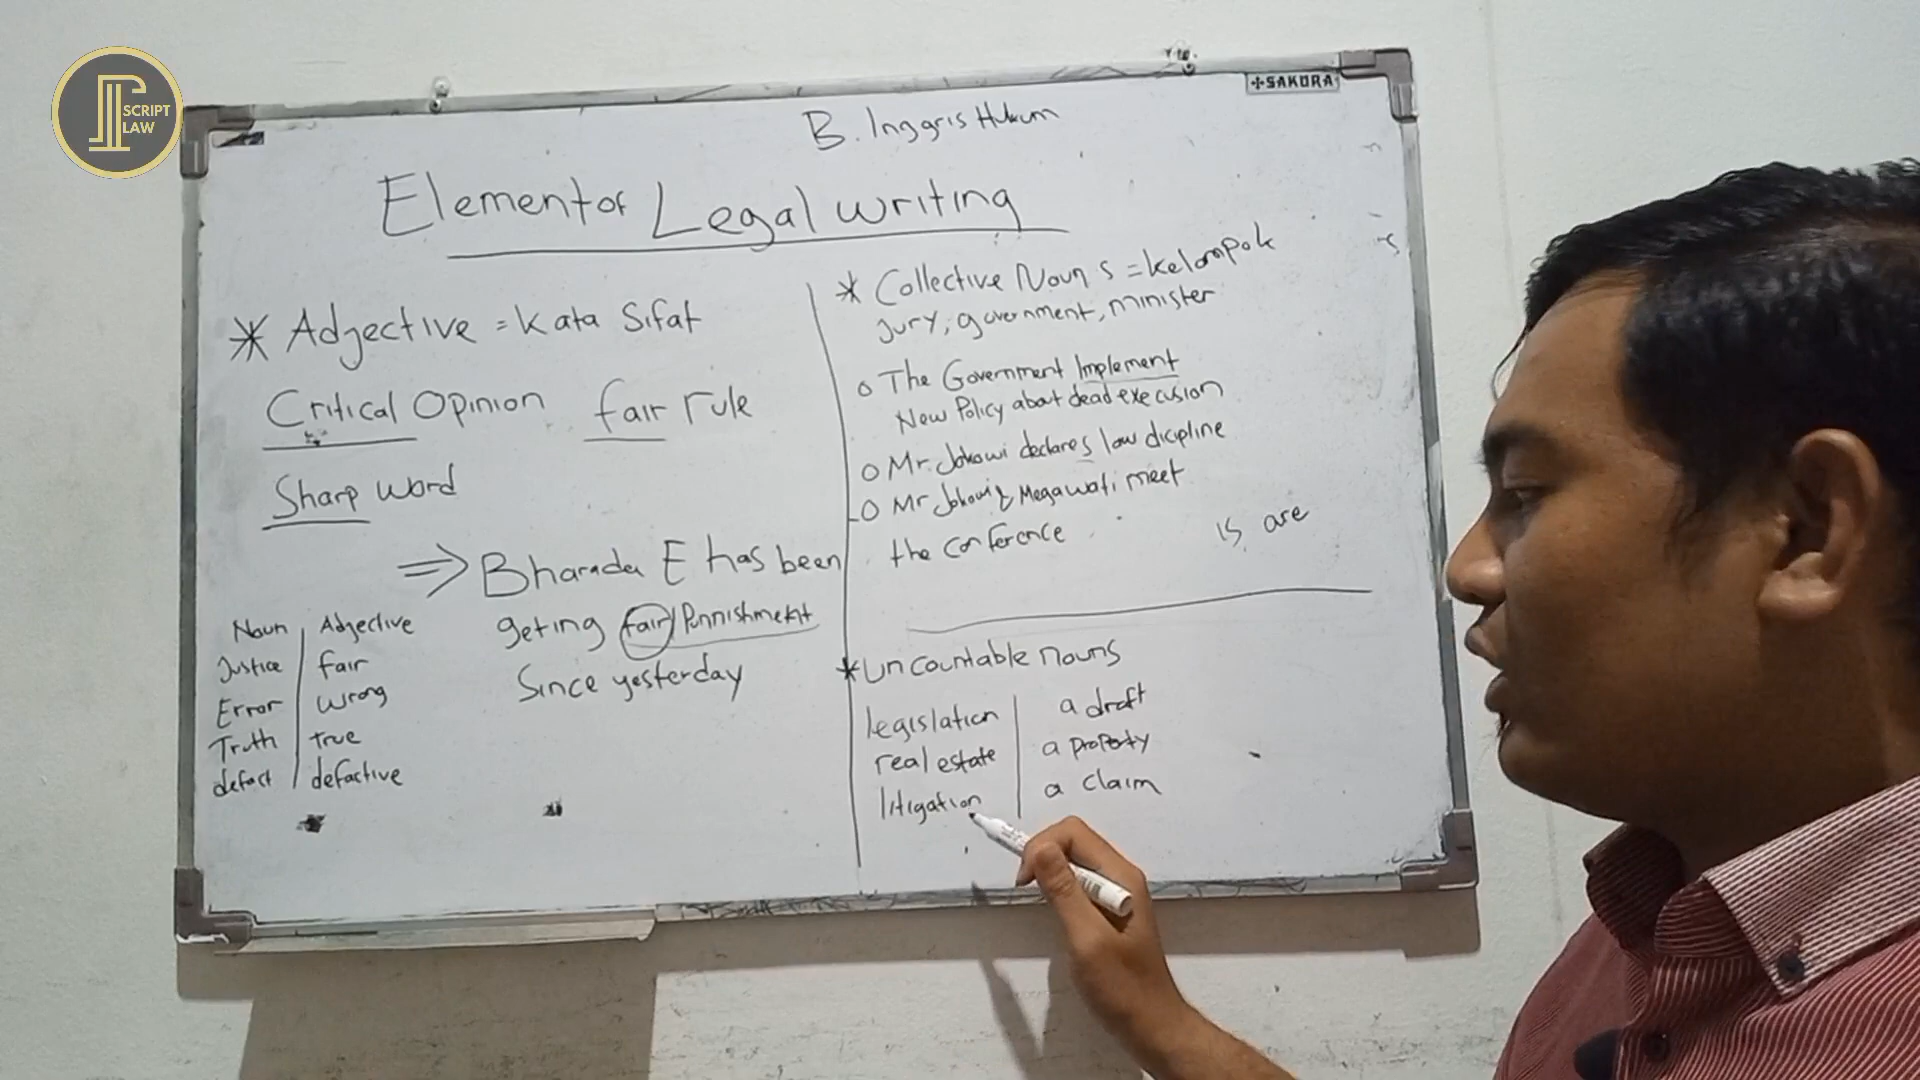 SCRIPT
LAW
SAKURA
B. Inggris Hukum
Element of Legal writing
* Adjective = Kata Sifat
Critical Opinion fair rule
Sharp Word
⇒ Bharada E has been
geting fair Punnishment
Since yesterday
Noun Adjective
Justice fair
Error wrong
Truth true
defect defective
* Collective Noun s = Kelompok
Jury, government, minister
o The Government Implement
New Policy about dead execusion
o Mr. Jokowi declares law dicipline
o Mr Jokowi & Megawati meet
the conference
is are
* Uncountable nouns
legislation a draft
real estate a property
litigation a claim